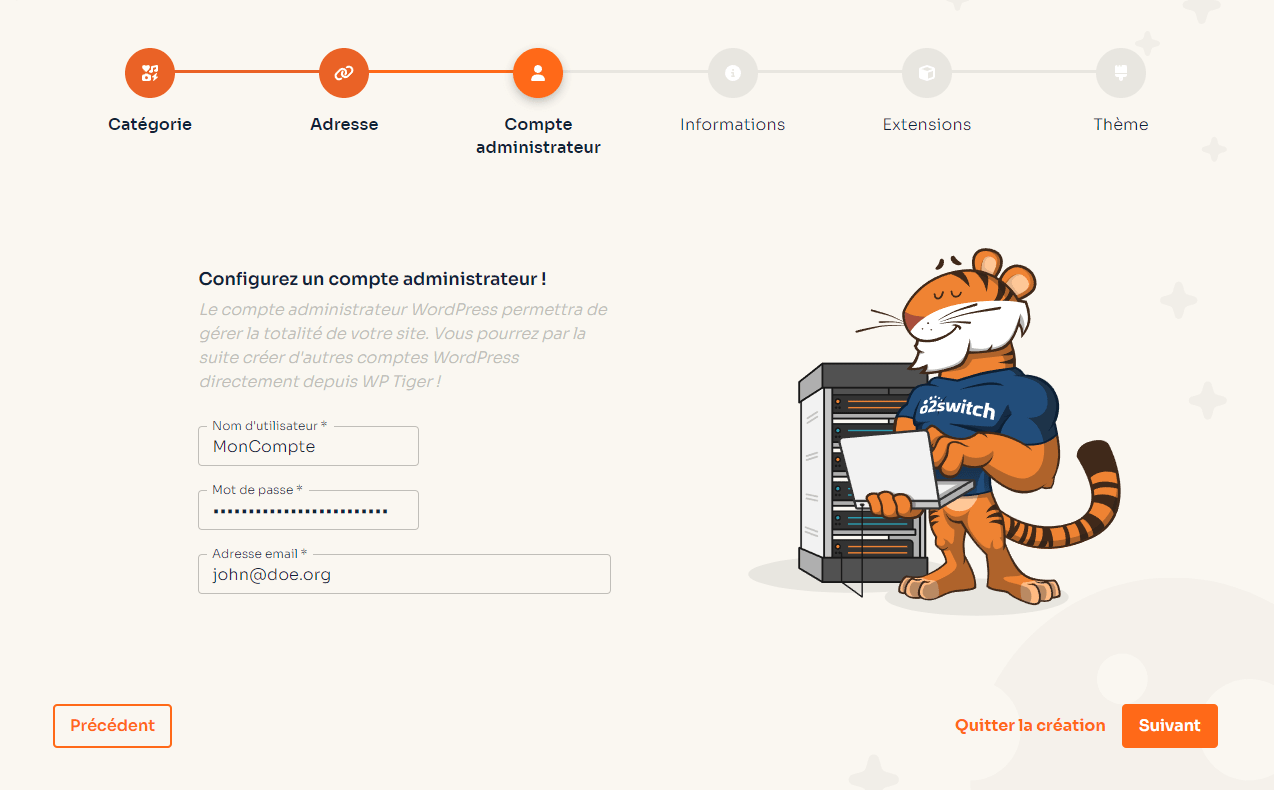 Catégorie
Adresse
Compte
administrateur
Informations
Extensions
Thème
Configurez un compte administrateur !
Le compte administrateur WordPress permettra de
gérer la totalité de votre site. Vous pourrez par la
suite créer d'autres comptes WordPress
directement depuis WP Tiger !
Nom d'utilisateur *
MonCompte
Mot de passe *
Adresse email *
john@doe.org
o2switch
Précédent
Quitter la création
Suivant